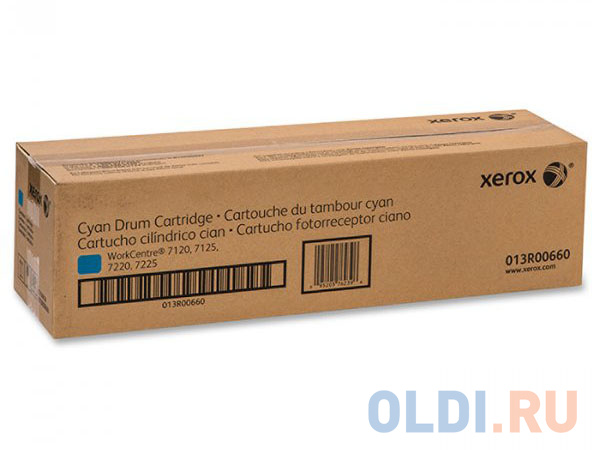 xerox
Cyan Drum Cartridge • Cartouche du tambour cyan
Cartucho cilíndrico cian • Cartucho fotorreceptor ciano
WorkCentre® 7120, 7125,
7220, 7225
013R00660
013R00660
www.xerox.com
OLDI.RU